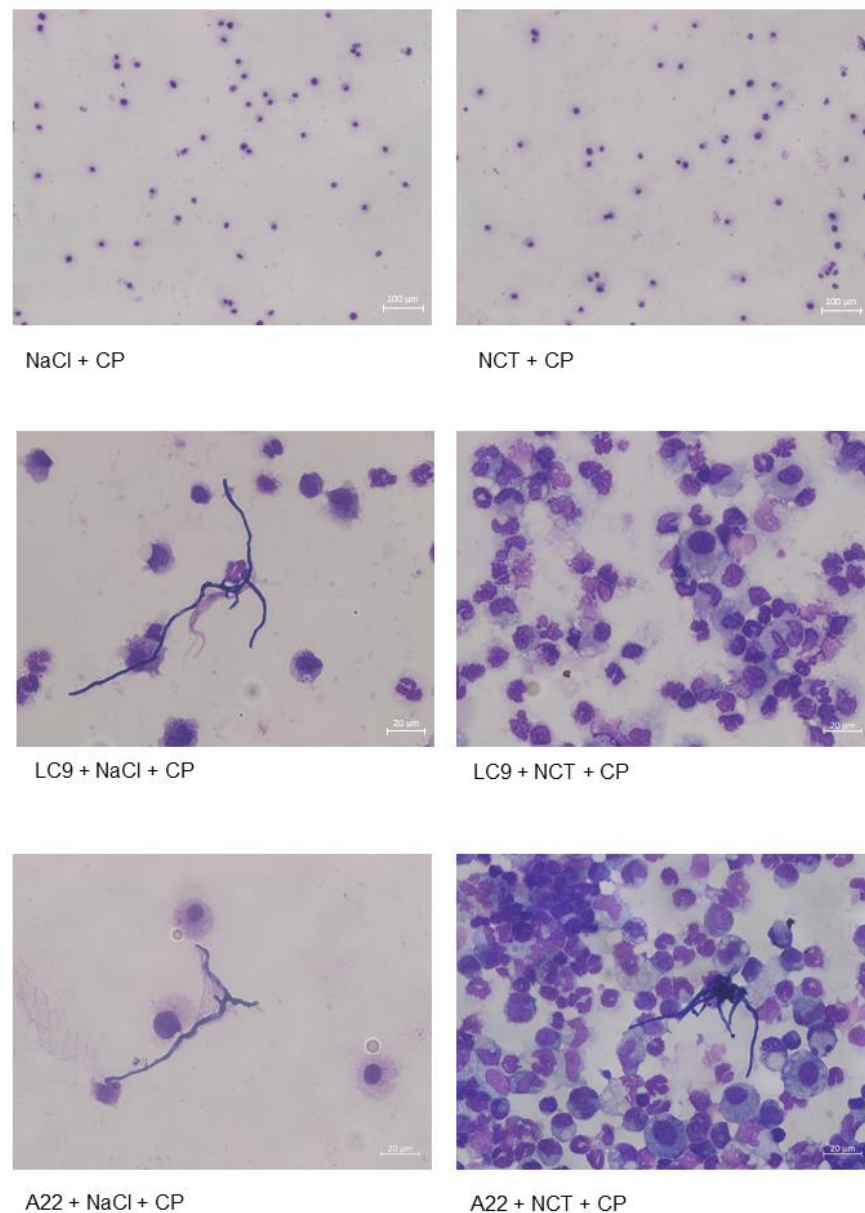 100 µm
100 µm
NaCl + CP
NCT + CP
20 µm
20 µm
LC9 + NaCl + CP
LC9 + NCT + CP
20 µm
20 µm
A22 + NaCl + CP
A22 + NCT + CP